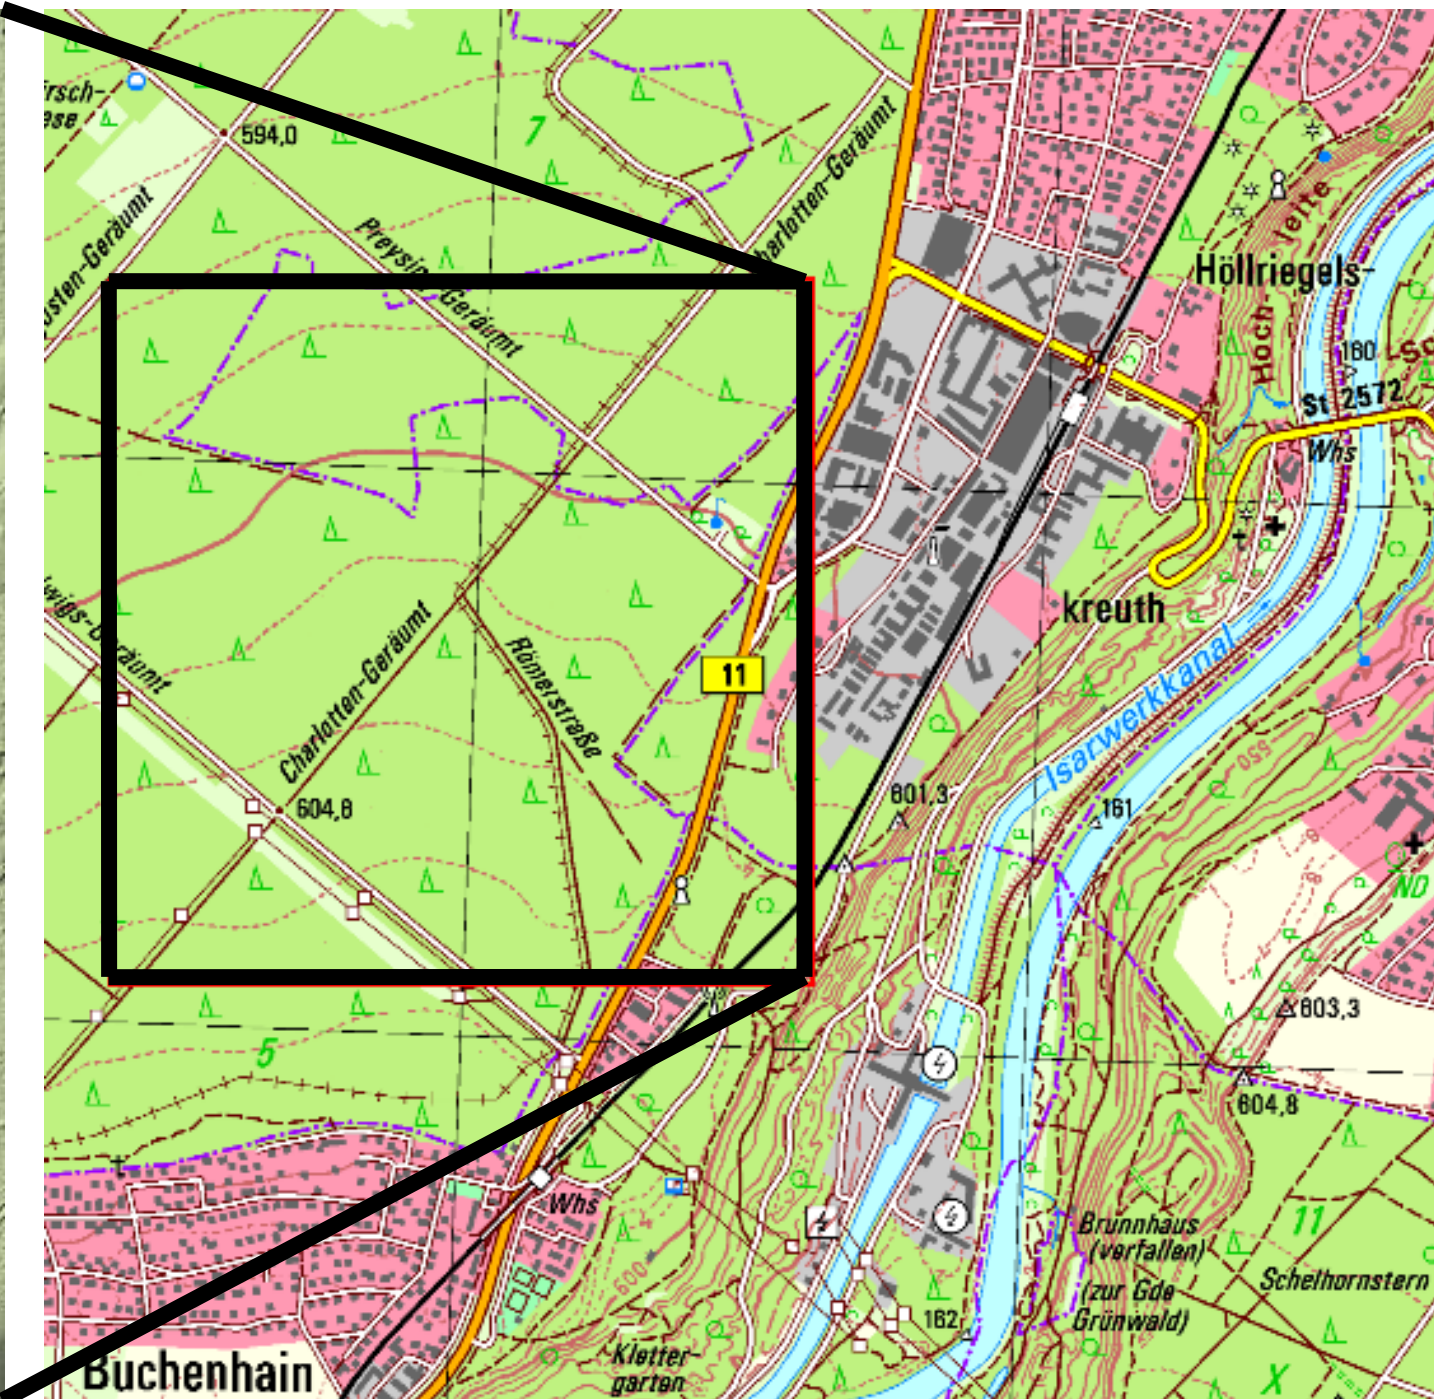 594,0
7
Charlotten-Geräumt
Preysing-Geräumt
Höllriegels-
Hoch
leite
160
St 2572
Whs
kreuth
Isarwerkkanal
Charlotten-Geräumt
Römerstraße
11
604,8
601,3
161
550
ND
603,3
604,8
5
Whs
Brunnhaus
(verfallen)
(zur Gde
Grünwald)
11
Schelhornstern
162
600
Kletter-
garten
X
Buchenhain